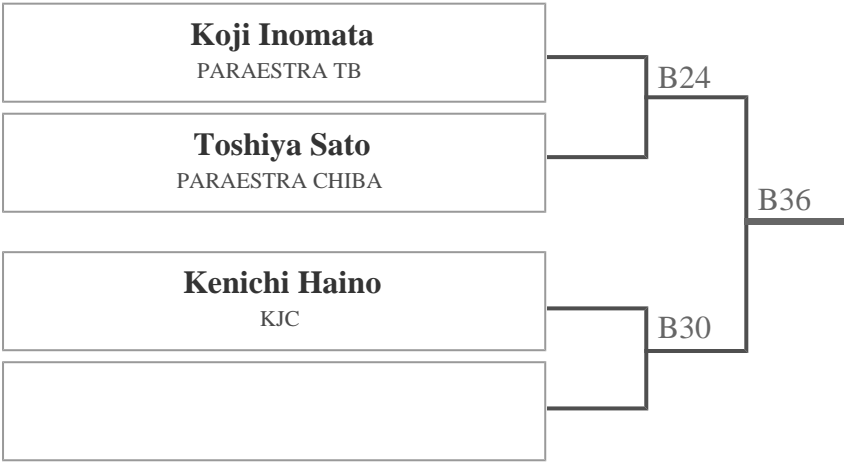 Koji Inomata
PARAESTRA TB
B24
Toshiya Sato
PARAESTRA CHIBA
B36
Kenichi Haino
KJC
B30